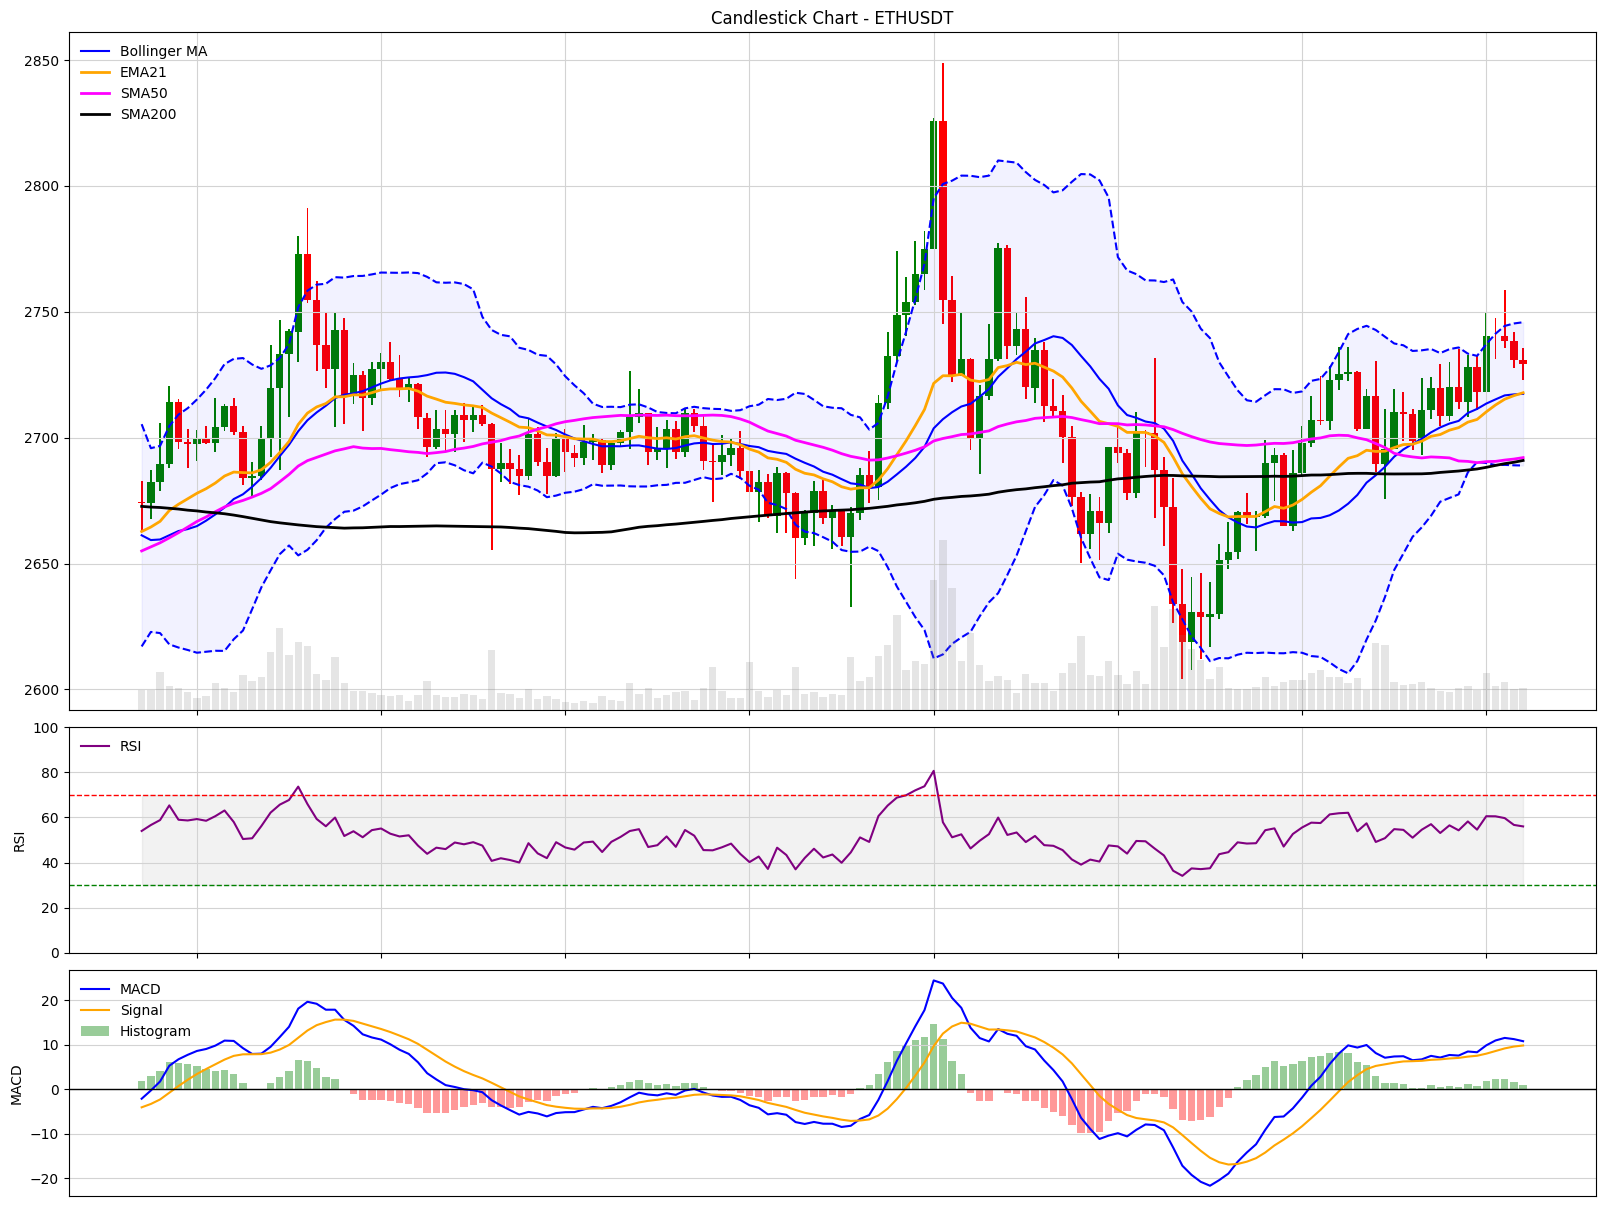 Candlestick Chart - ETHUSDT
Bollinger MA
EMA21
SMA50
SMA200
2850
2800
2750
2700
2650
2600
RSI
100
80
60
40
20
0
RSI
MACD
Signal
Histogram
20
10
0
−10
−20
MACD